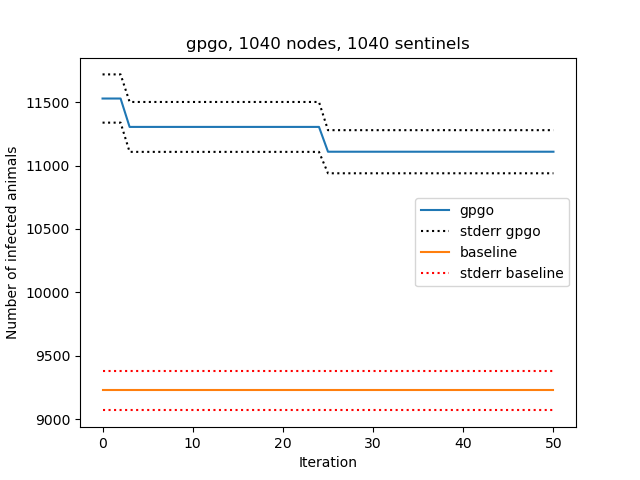 gpgo, 1040 nodes, 1040 sentinels
Number of infected animals
11500
11000
10500
10000
9500
9000
gpgo
stderr gpgo
baseline
stderr baseline
0 10 20 30 40 50
Iteration